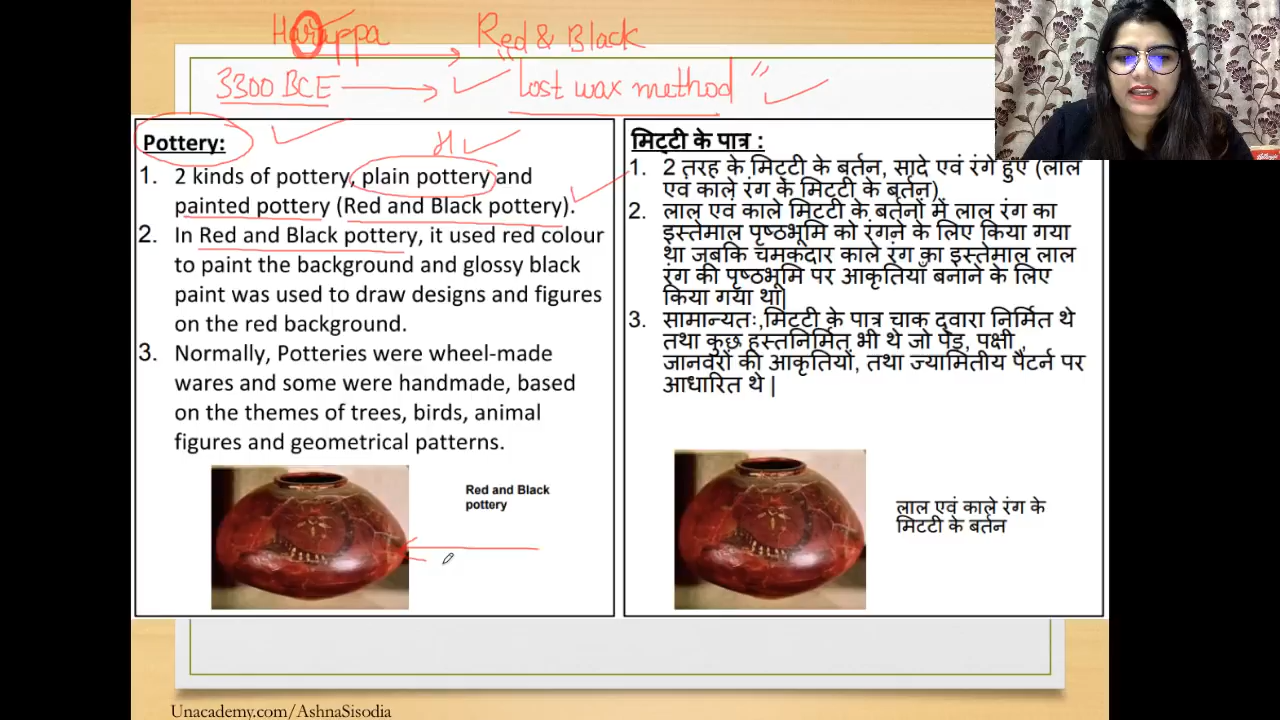 Harappa → Red & Black
3300 BCE → "lost wax method"
Pottery:
H
1. 2 kinds of pottery, plain pottery and
painted pottery (Red and Black pottery).
2. In Red and Black pottery, it used red colour
to paint the background and glossy black
paint was used to draw designs and figures
on the red background.
3. Normally, Potteries were wheel-made
wares and some were handmade, based
on the themes of trees, birds, animal
figures and geometrical patterns.
Red and Black
pottery
मिट्टी के पात्र :
1. 2 तरह के मिट्टी के बर्तन, सादे एवं रंगे हुए (लाल
एवं काले रंग के मिट्टी के बर्तन)
2. लाल एवं काले मिट्टी के बर्तनों में लाल रंग का
इस्तेमाल पृष्ठभूमि को रंगने के लिए किया गया
था जबकि चमकदार काले रंग का इस्तेमाल लाल
रंग की पृष्ठभूमि पर आकृतियाँ बनाने के लिए
किया गया था|
3. सामान्यतः,मिटटी के पात्र चाक द्वारा निर्मित थे
तथा कुछ हस्तनिर्मित भी थे जो पेड़, पक्षी ,
जानवरों की आकृतियों, तथा ज्यामितीय पैटर्न पर
आधारित थे |
लाल एवं काले रंग के
मिटटी के बर्तन
Unacademy.com/AshnaSisodia